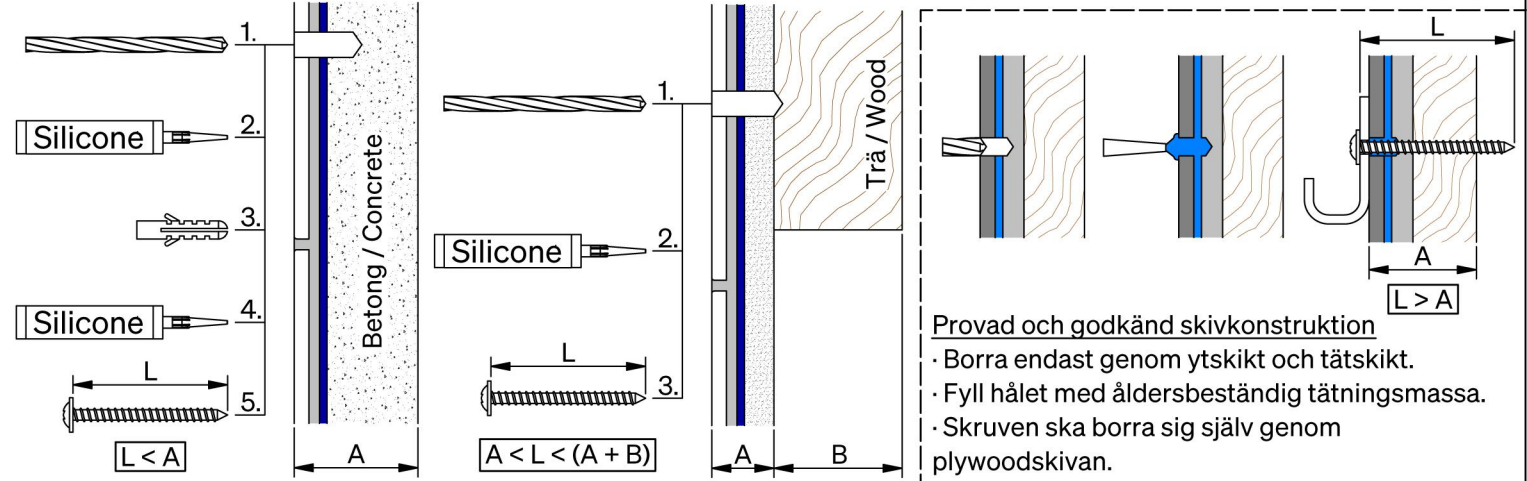 1.
Silicone
2.
3.
Silicone
4.
L
5.
L < A
Betong / Concrete
A
1.
Silicone
2.
L
3.
A < L < (A + B)
Trä / Wood
A
B
L
A
L > A
Provad och godkänd skivkonstruktion
· Borra endast genom ytskikt och tätskikt.
· Fyll hålet med åldersbeständig tätningsmassa.
· Skruven ska borra sig själv genom
plywoodskivan.